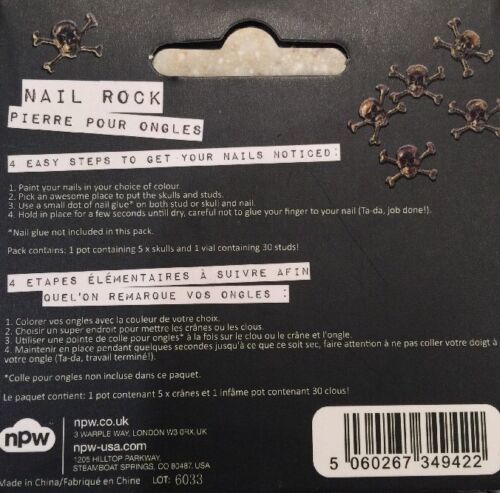 NAIL ROCK
PIERRE POUR ONGLES
4 EASY STEPS TO GET YOUR NAILS NOTICED:
1. Paint your nails in your choice of colour.
2. Pick an awesome place to put the skulls and studs.
3. Use a small dot of nail glue* on both stud or skull and nail.
4. Hold in place for a few seconds until dry, careful not to glue your finger to your nail (Ta-da, job done!).
*Nail glue not included in this pack.
Pack contains: 1 pot containing 5 x skulls and 1 vial containing 30 studs!
4 ETAPES ÉLÉMENTAIRES À SUIVRE AFIN
QUEL'ON REMARQUE VOS ONGLES :
1. Colorer vos ongles avec la couleur de votre choix.
2. Choisir un super endroit pour mettre les crânes ou les clous.
3. Utiliser une pointe de colle pour ongles* à la fois sur le clou ou le crâne et l'ongle.
4. Maintenir en place pendant quelques secondes jusqu'à ce que ce soit sec, faire attention à ne pas coller votre doigt à
votre ongle (Ta-da, travail terminé!).
*Colle pour ongles non incluse dans ce paquet.
Le paquet contient: 1 pot contenant 5 x crânes et 1 infâme pot contenant 30 clous!
npw
npw.co.uk
3 WARPLE WAY, LONDON W3 0RX. UK
npw-usa.com
1205 HILLTOP PARKWAY,
STEAMBOAT SPRINGS, CO 80487. USA
Made in China/Fabriqué en Chine LOT: 6033
5 060267 349422